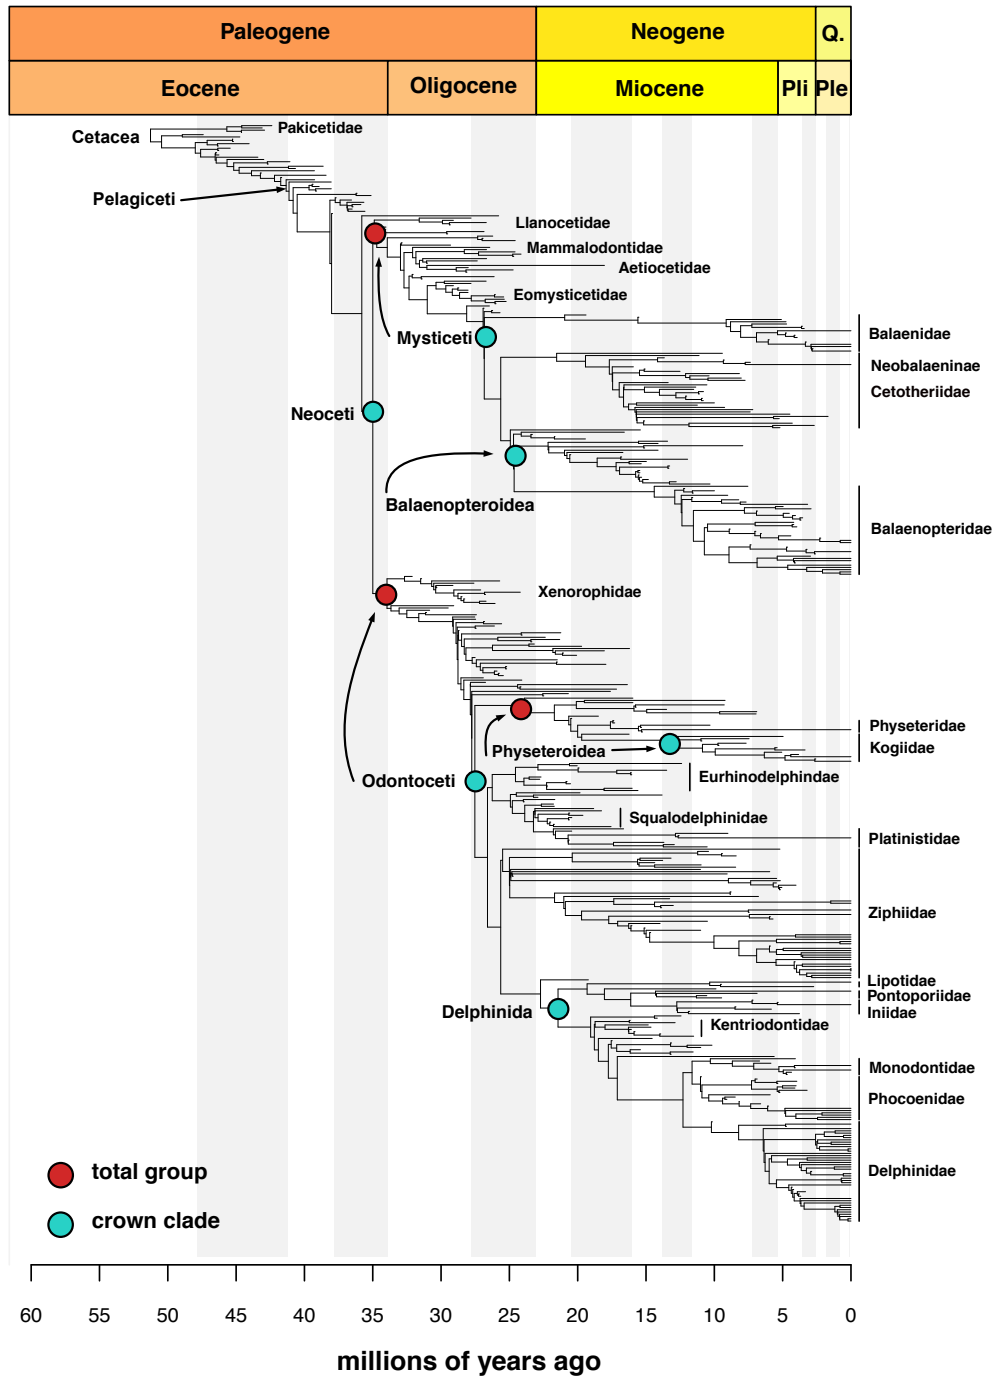 Paleogene Neogene Q.
Eocene Oligocene Miocene Pli Ple
Cetacea
Pakicetidae
Pelagiceti
Llanocetidae
Mammalodontidae
Aetiocetidae
Eomysticetidae
Mysticeti
Balaenidae
Neobalaeninae
Cetotheriidae
Neoceti
Balaenopteroidea
Balaenopteridae
Xenorophidae
Physeteridae
Physeteroidea
Kogiidae
Odontoceti
Eurhinodelphindae
Squalodelphinidae
Platinistidae
Ziphiidae
Lipotidae
Pontoporiidae
Iniidae
Delphinida
Kentriodontidae
Monodontidae
Phocoenidae
Delphinidae
total group
crown clade
60 55 50 45 40 35 30 25 20 15 10 5 0
millions of years ago